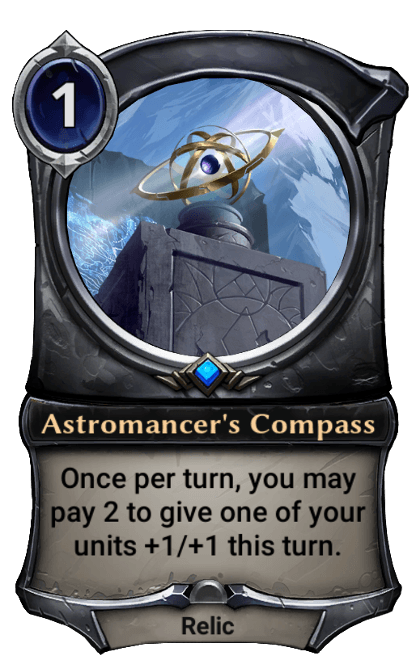 1
Astromancer's Compass
Once per turn, you may
pay 2 to give one of your
units +1/+1 this turn.
Relic